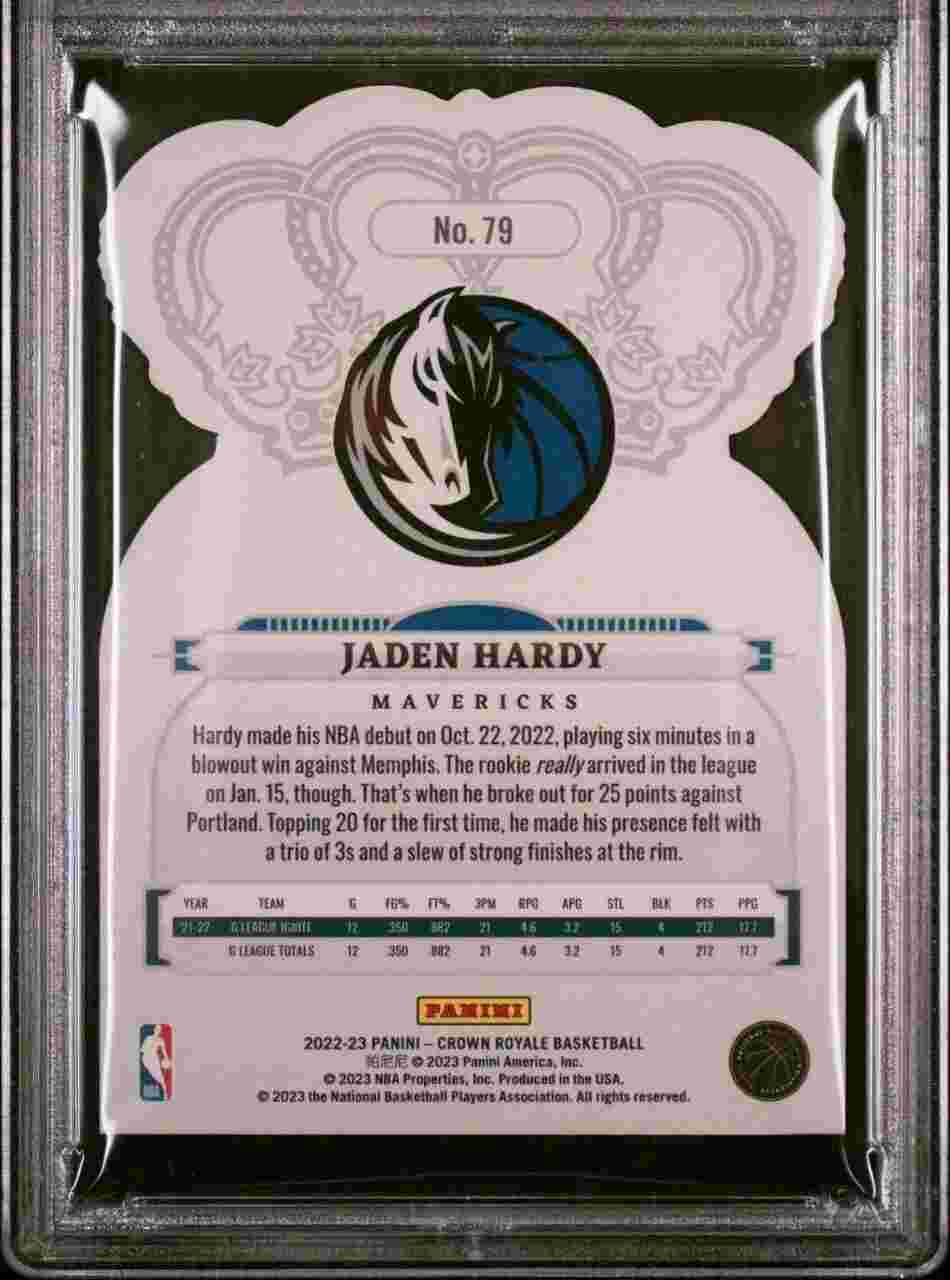 No. 79
JADEN HARDY
MAVERICKS
Hardy made his NBA debut on Oct. 22, 2022, playing six minutes in a
blowout win against Memphis. The rookie really arrived in the league
on Jan. 15, though. That's when he broke out for 25 points against
Portland. Topping 20 for the first time, he made his presence felt with
a trio of 3s and a slew of strong finishes at the rim.
YEAR TEAM G FG% FT% 3PM RPG APG STL BLK PTS PPG
'21-22 G LEAGUE IGNITE 12 .350 .882 21 4.6 3.2 15 4 212 17.7
G LEAGUE TOTALS 12 .350 .882 21 4.6 3.2 15 4 212 17.7
PANINI
2022-23 PANINI – CROWN ROYALE BASKETBALL
帕尼尼 © 2023 Panini America, Inc.
© 2023 NBA Properties, Inc. Produced in the USA.
© 2023 the National Basketball Players Association. All rights reserved.